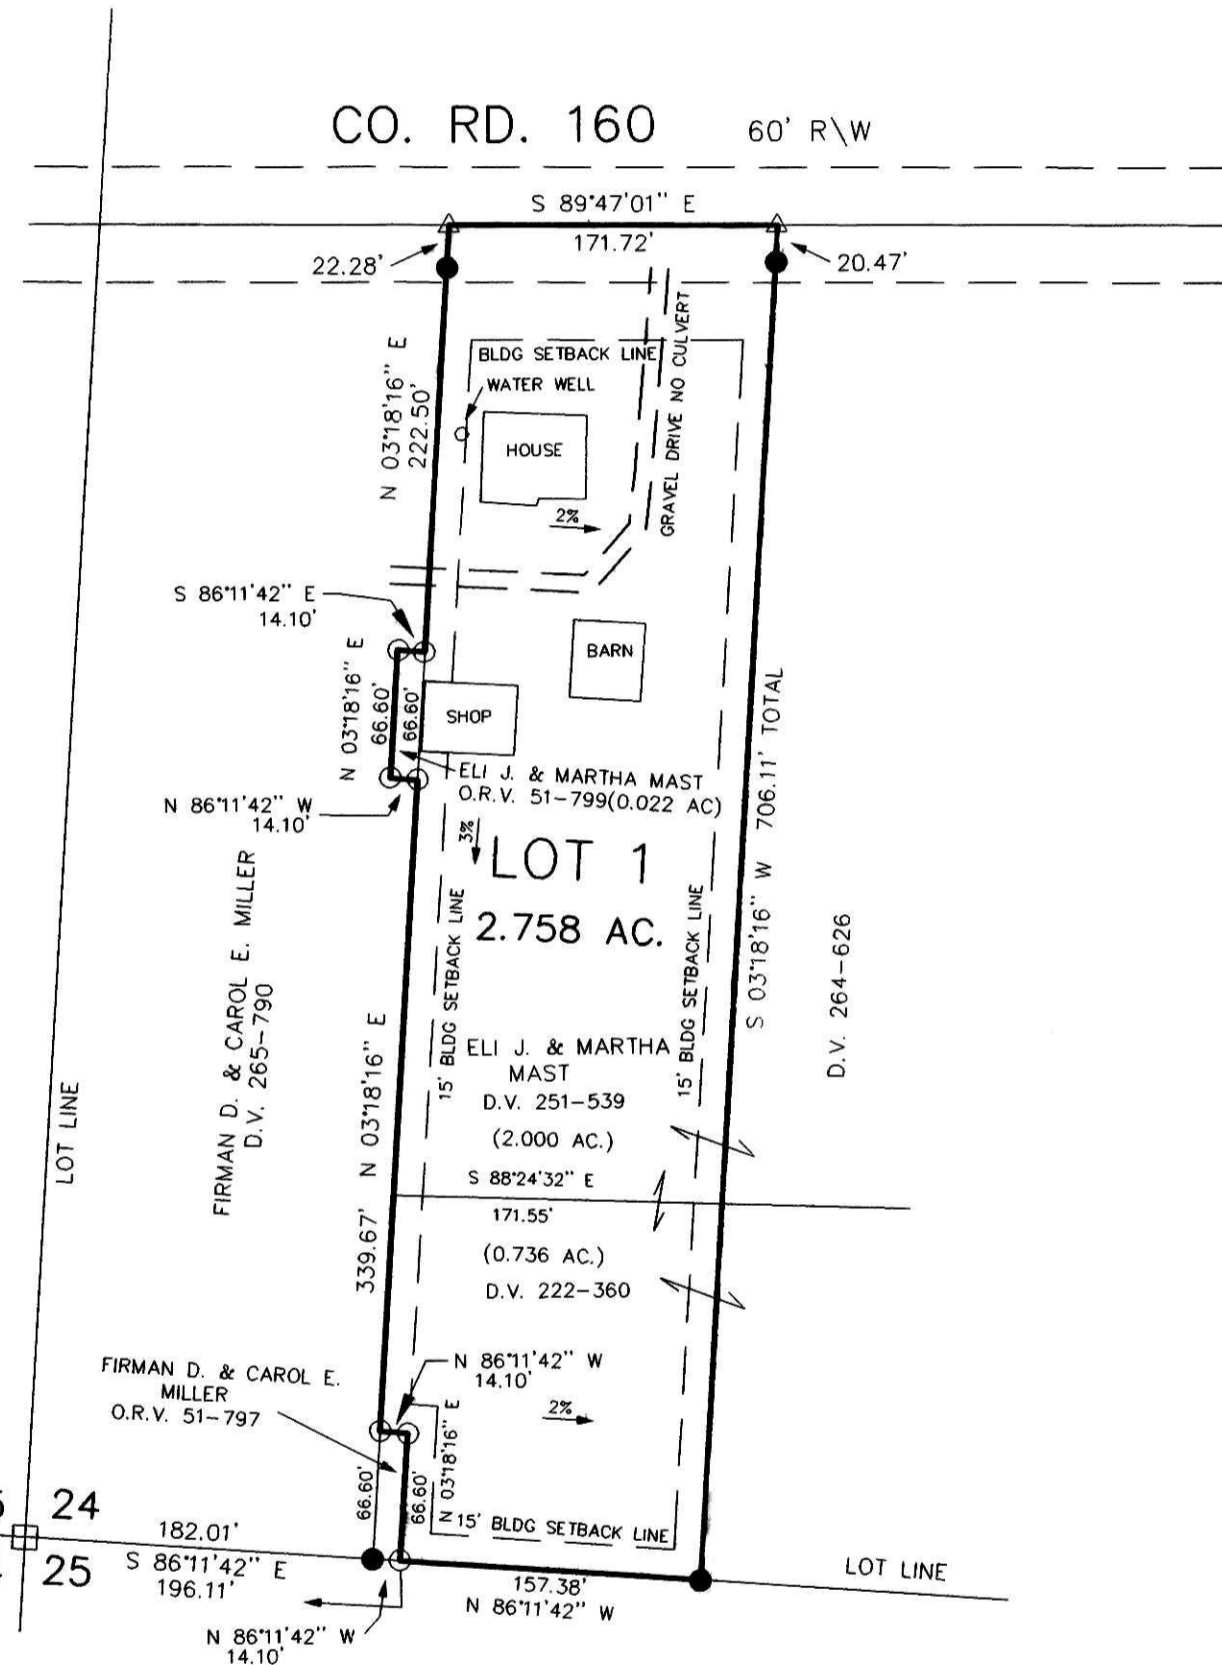 CO. RD. 160
60' R\W
S 89°47'01" E
171.72'
22.28'
20.47'
N 03°18'16" E
222.50'
BLDG SETBACK LINE
WATER WELL
HOUSE
GRAVEL DRIVE NO CULVERT
2%
S 86°11'42" E
14.10'
BARN
N 03°18'16" E
66.60'
66.60'
SHOP
S 03°18'16" W 706.11' TOTAL
ELI J. & MARTHA MAST
O.R.V. 51-799(0.022 AC)
N 86°11'42" W
14.10'
3%
LOT 1
2.758 AC.
FIRMAN D. & CAROL E. MILLER
D.V. 265-790
15' BLDG SETBACK LINE
15' BLDG SETBACK LINE
D.V. 264-626
LOT LINE
339.67' N 03°18'16" E
ELI J. & MARTHA
MAST
D.V. 251-539
(2.000 AC.)
S 88°24'32" E
171.55'
(0.736 AC.)
D.V. 222-360
FIRMAN D. & CAROL E.
MILLER
O.R.V. 51-797
N 86°11'42" W
14.10'
2%
66.60'
66.60'
N 03°18'16" E
15' BLDG SETBACK LINE
24
25
182.01'
S 86°11'42" E
196.11'
157.38'
N 86°11'42" W
LOT LINE
N 86°11'42" W
14.10'